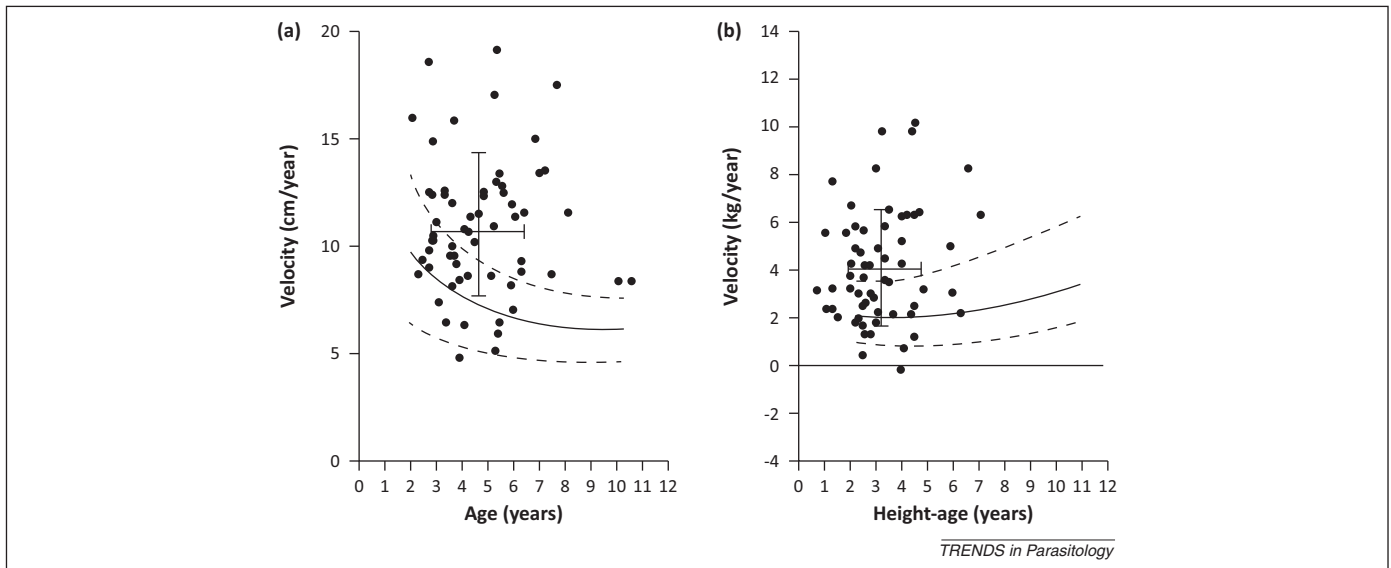 (a)
20
15
10
5
0
Velocity (cm/year)
0 1 2 3 4 5 6 7 8 9 10 11 12
Age (years)
(b)
14
12
10
8
6
4
2
0
-2
-4
Velocity (kg/year)
0 1 2 3 4 5 6 7 8 9 10 11 12
Height-age (years)
TRENDS in Parasitology